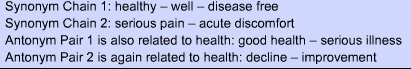 Synonym Chain 1: healthy – well – disease free
Synonym Chain 2: serious pain – acute discomfort
Antonym Pair 1 is also related to health: good health – serious illness
Antonym Pair 2 is again related to health: decline – improvement